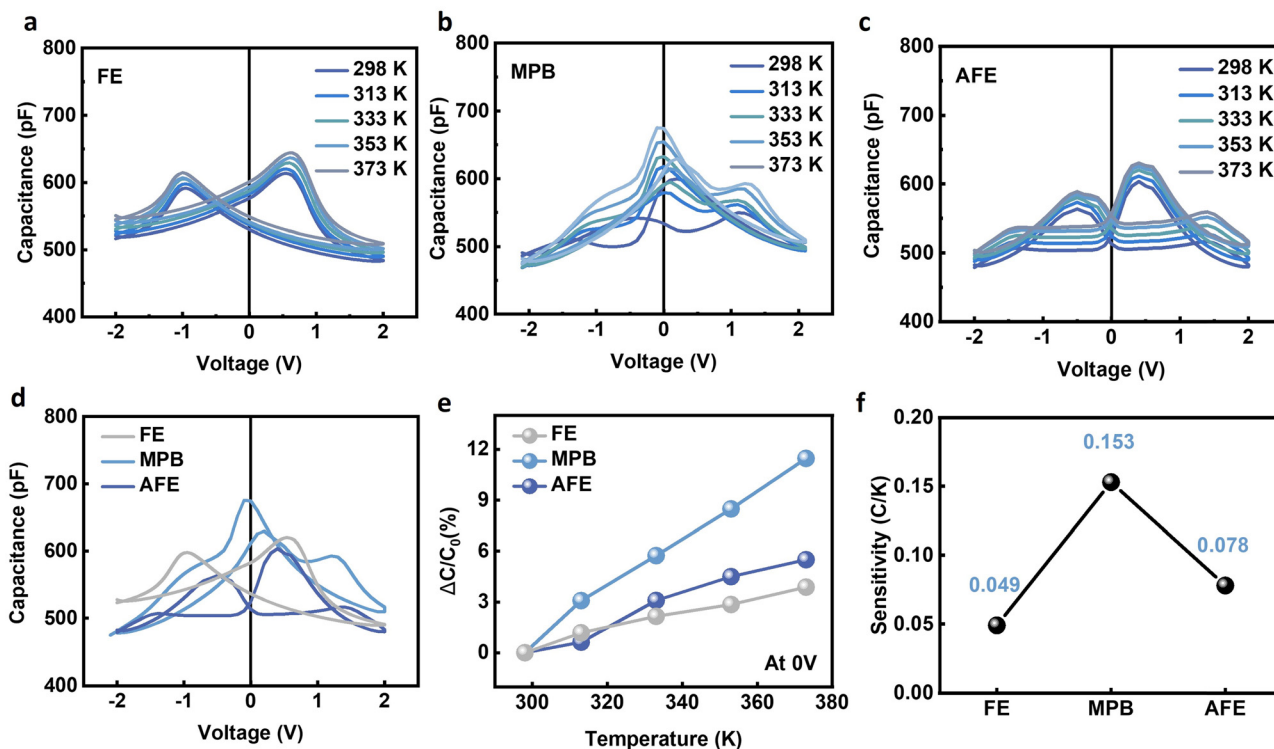 a
FE
298 K
313 K
333 K
353 K
373 K
800
700
600
500
400
-2
-1
0
1
2
Capacitance (pF)
Voltage (V)
b
MPB
298 K
313 K
333 K
353 K
373 K
800
700
600
500
400
-2
-1
0
1
2
Capacitance (pF)
Voltage (V)
c
AFE
298 K
313 K
333 K
353 K
373 K
800
700
600
500
400
-2
-1
0
1
2
Capacitance (pF)
Voltage (V)
d
FE
MPB
AFE
800
700
600
500
400
-2
-1
0
1
2
Capacitance (pF)
Voltage (V)
e
FE
MPB
AFE
12
9
6
3
0
At 0V
300
320
340
360
380
ΔC/C₀(%)
Temperature (K)
f
0.20
0.15
0.10
0.05
0.00
0.049
0.153
0.078
FE
MPB
AFE
Sensitivity (C/K)